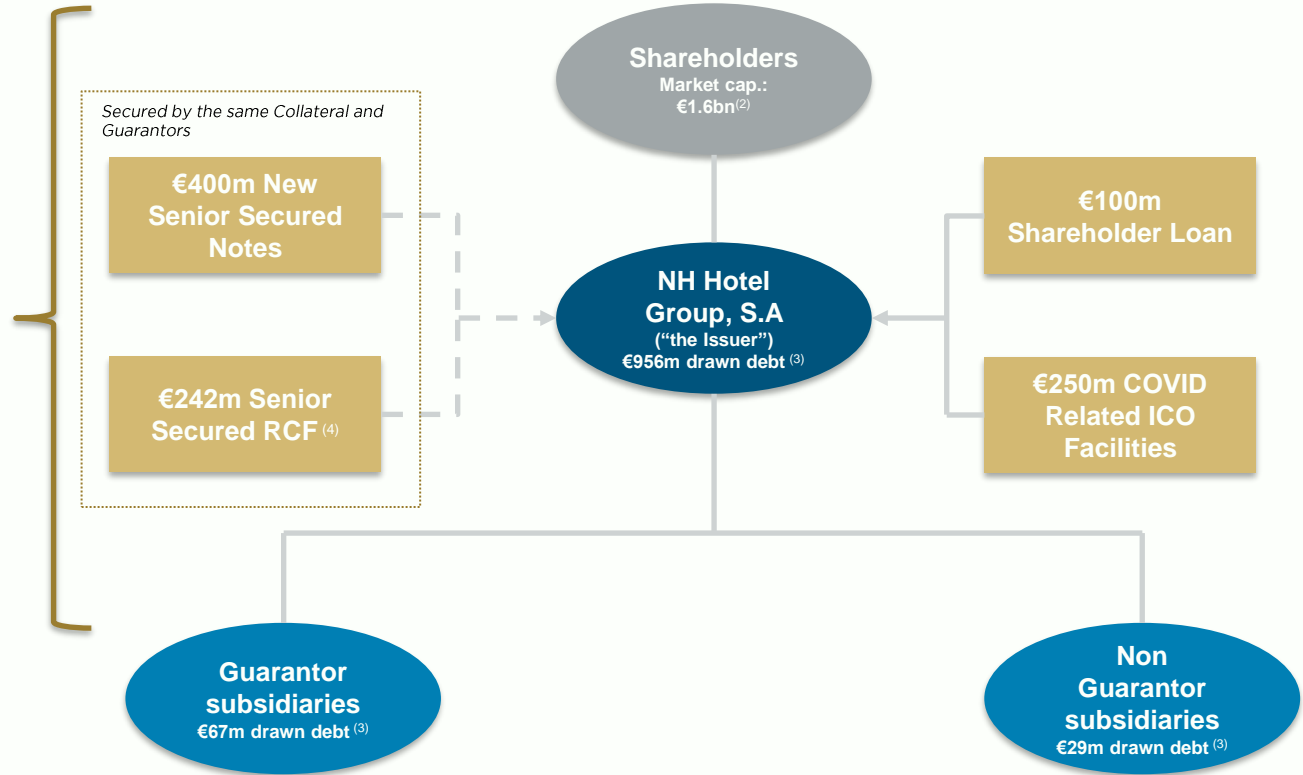 Shareholders
Market cap.:
€1.6bn(2)
Secured by the same Collateral and
Guarantors
€400m New
Senior Secured
Notes
€100m
Shareholder Loan
NH Hotel
Group, S.A
(“the Issuer”)
€956m drawn debt (3)
€242m Senior
Secured RCF (4)
€250m COVID
Related ICO
Facilities
Guarantor
subsidiaries
€67m drawn debt (3)
Non
Guarantor
subsidiaries
€29m drawn debt (3)